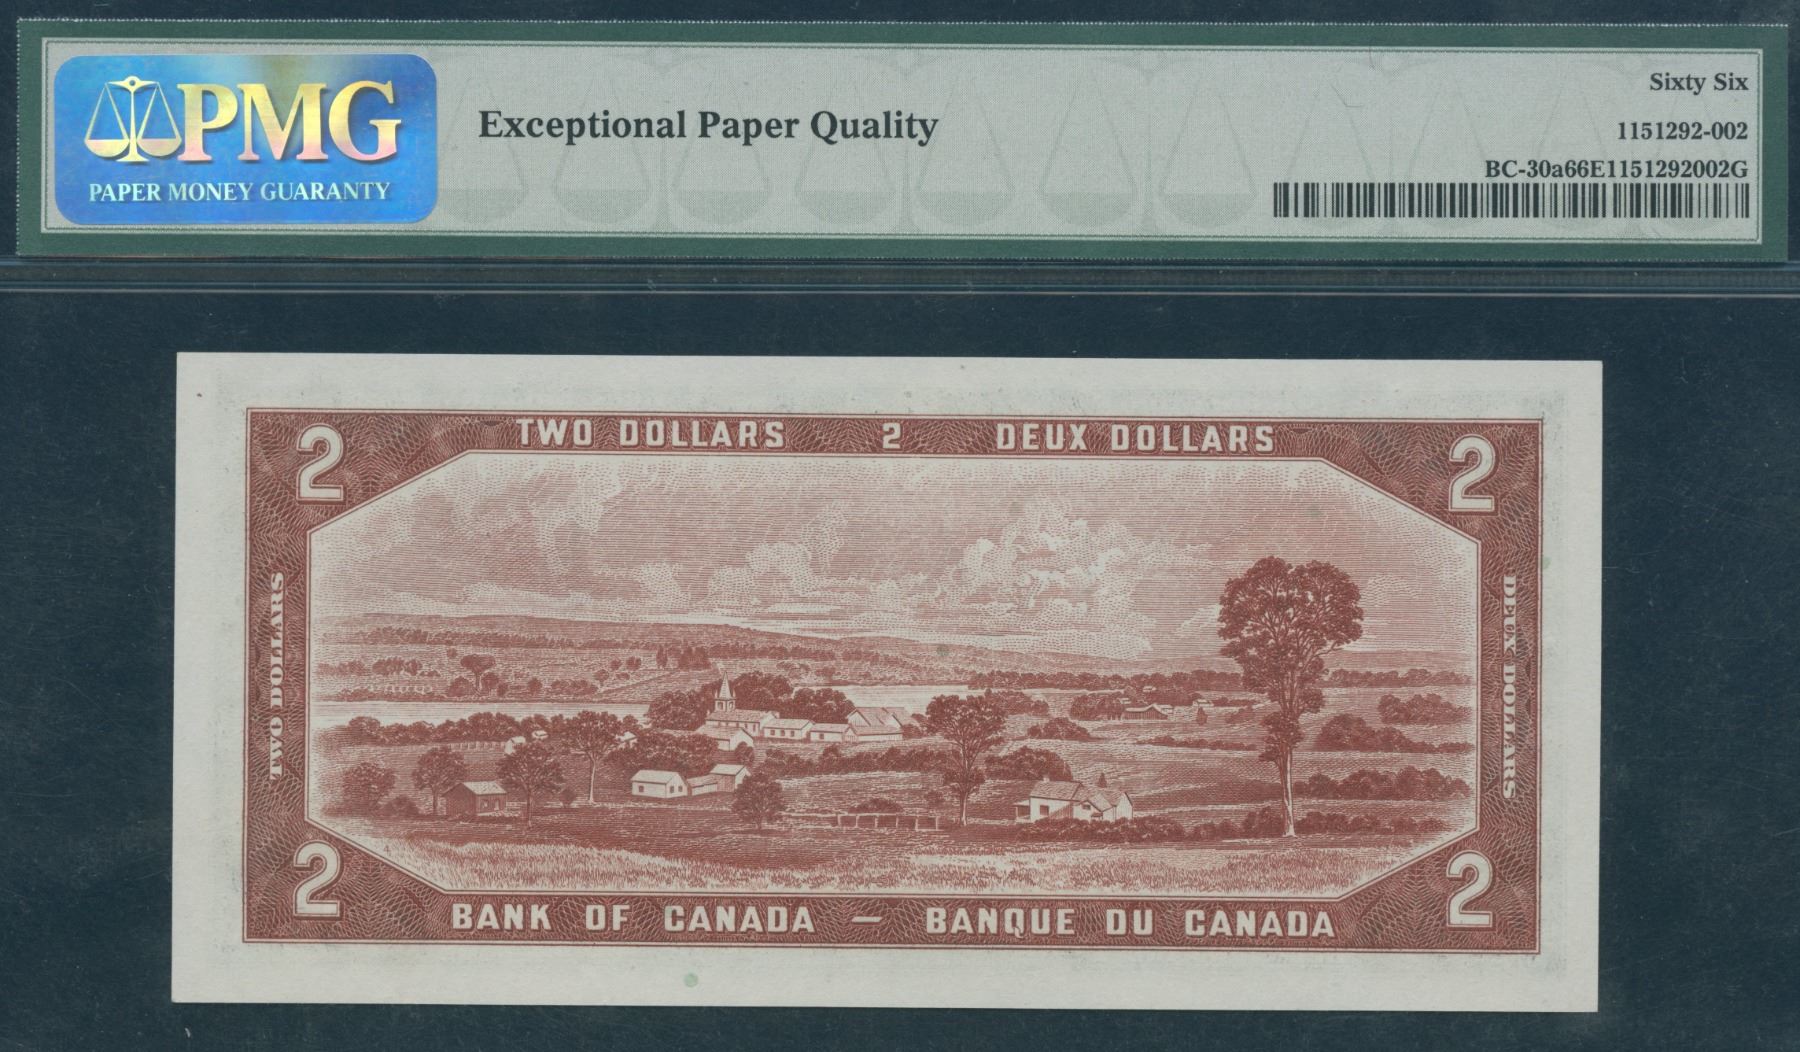 PMG
PAPER MONEY GUARANTY
Exceptional Paper Quality
Sixty Six
1151292-002
BC-30a66E1151292002G
2 TWO DOLLARS 2 DEUX DOLLARS 2
TWO DOLLARS
DEUX DOLLARS
2 BANK OF CANADA — BANQUE DU CANADA 2